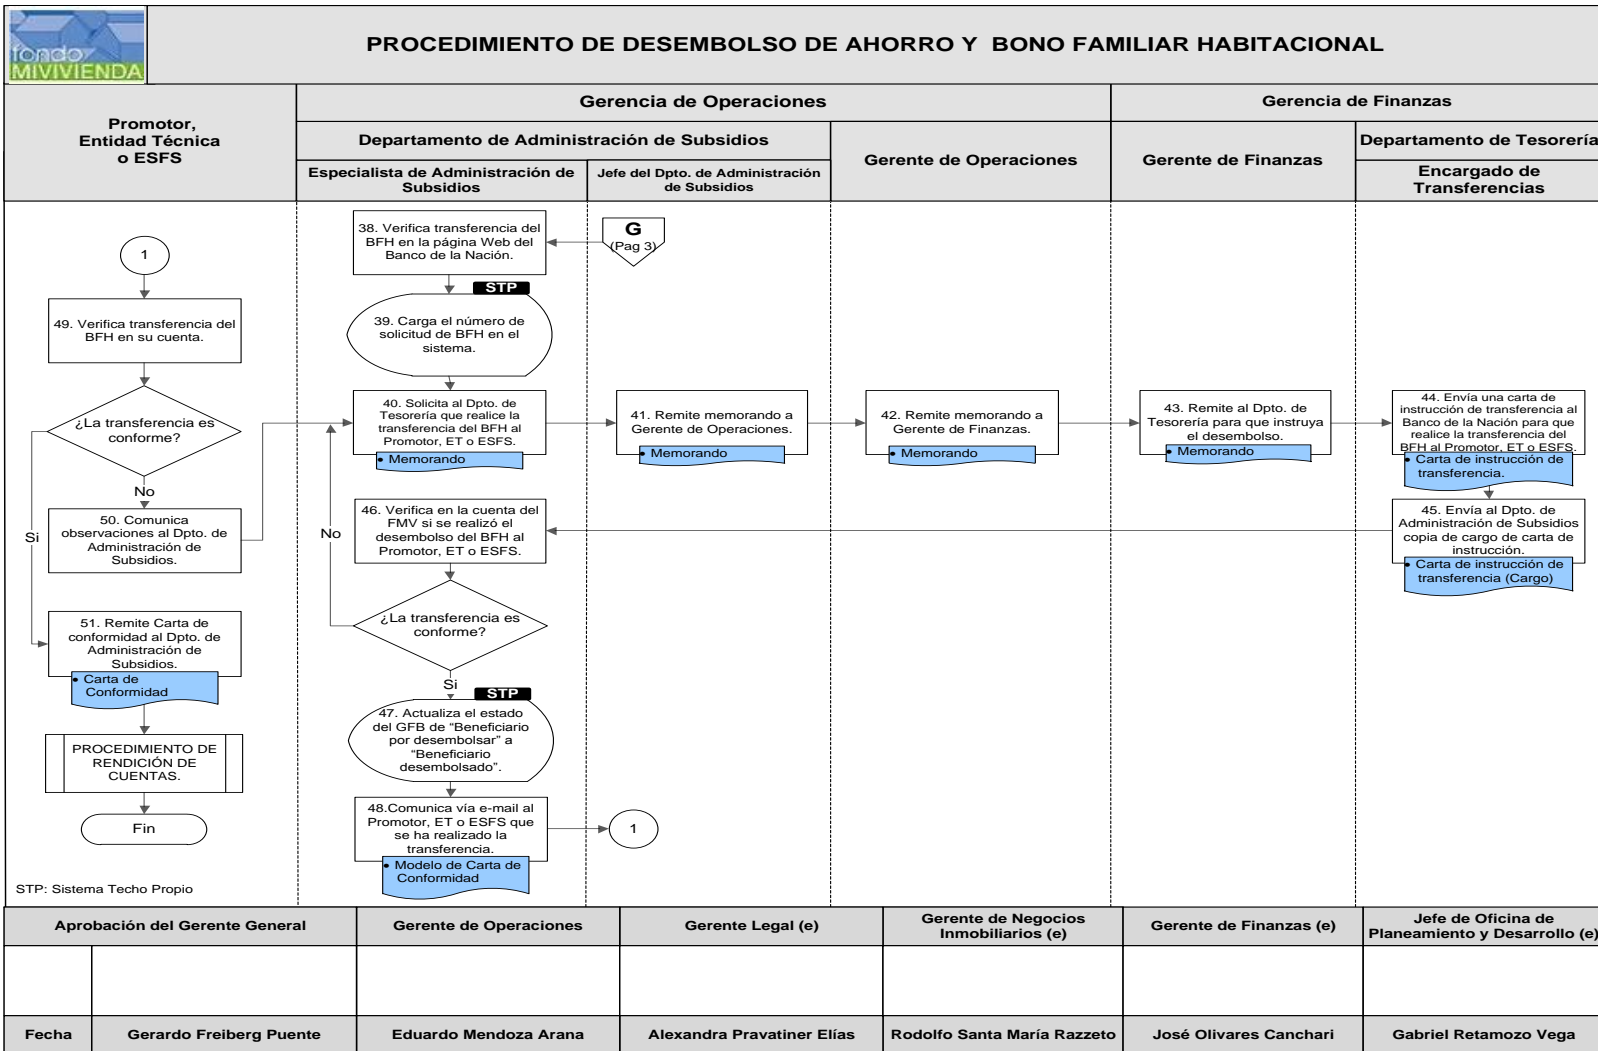 fondo
MIVIVIENDA
PROCEDIMIENTO DE DESEMBOLSO DE AHORRO Y BONO FAMILIAR HABITACIONAL
Promotor,
Entidad Técnica
o ESFS
Gerencia de Operaciones
Gerencia de Finanzas
Departamento de Administración de Subsidios
Gerente de Operaciones
Gerente de Finanzas
Departamento de Tesorería
Especialista de Administración de
Subsidios
Jefe del Dpto. de Administración
de Subsidios
Encargado de
Transferencias
38. Verifica transferencia del
BFH en la página Web del
Banco de la Nación.
G
(Pag 3)
1
STP
39. Carga el número de
solicitud de BFH en el
sistema.
49. Verifica transferencia del
BFH en su cuenta.
¿La transferencia es
conforme?
No
Si
40. Solicita al Dpto. de
Tesorería que realice la
transferencia del BFH al
Promotor, ET o ESFS.
• Memorando
41. Remite memorando a
Gerente de Operaciones.
• Memorando
42. Remite memorando a
Gerente de Finanzas.
• Memorando
43. Remite al Dpto. de
Tesorería para que instruya
el desembolso.
• Memorando
44. Envía una carta de
instrucción de transferencia al
Banco de la Nación para que
realice la transferencia del
BFH al Promotor, ET o ESFS.
• Carta de instrucción de
transferencia.
50. Comunica
observaciones al Dpto. de
Administración de
Subsidios.
No
46. Verifica en la cuenta del
FMV si se realizó el
desembolso del BFH al
Promotor, ET o ESFS.
45. Envía al Dpto. de
Administración de Subsidios
copia de cargo de carta de
instrucción.
• Carta de instrucción de
transferencia (Cargo)
51. Remite Carta de
conformidad al Dpto. de
Administración de
Subsidios.
• Carta de
Conformidad
¿La transferencia es
conforme?
Si
STP
47. Actualiza el estado
del GFB de “Beneficiario
por desembolsar” a
“Beneficiario
desembolsado”.
PROCEDIMIENTO DE
RENDICIÓN DE
CUENTAS.
Fin
48.Comunica vía e-mail al
Promotor, ET o ESFS que
se ha realizado la
transferencia.
• Modelo de Carta de
Conformidad
1
STP: Sistema Techo Propio
Aprobación del Gerente General
Gerente de Operaciones
Gerente Legal (e)
Gerente de Negocios
Inmobiliarios (e)
Gerente de Finanzas (e)
Jefe de Oficina de
Planeamiento y Desarrollo (e)
Fecha
Gerardo Freiberg Puente
Eduardo Mendoza Arana
Alexandra Pravatiner Elías
Rodolfo Santa María Razzeto
José Olivares Canchari
Gabriel Retamozo Vega